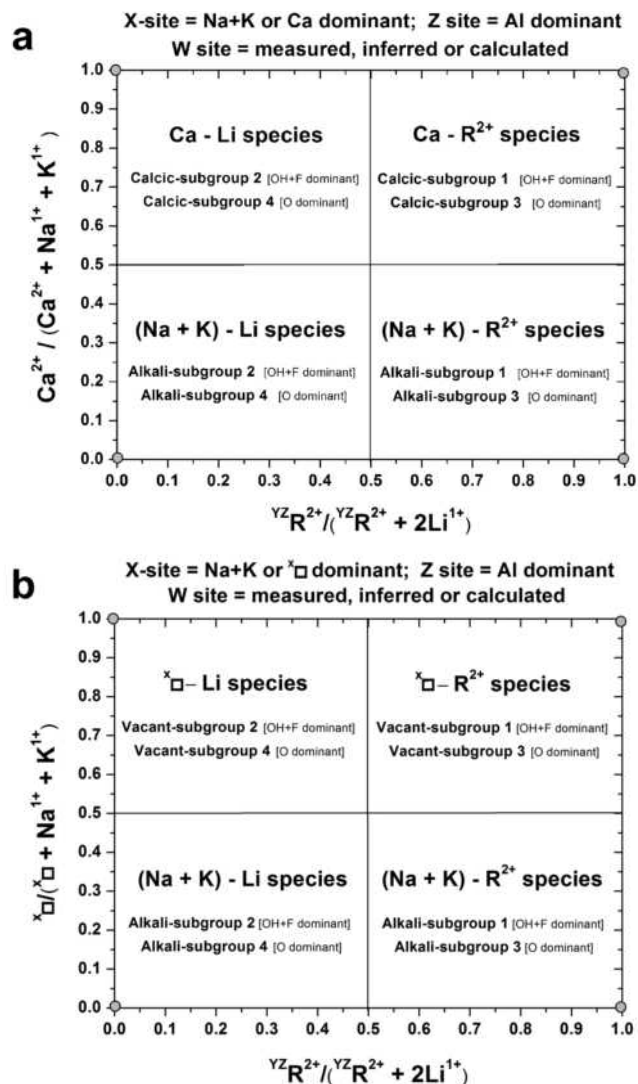 a
X-site = Na+K or Ca dominant; Z site = Al dominant
W site = measured, inferred or calculated
1.0
0.9
0.8
0.7
0.6
0.5
0.4
0.3
0.2
0.1
0.0
Ca²⁺ / (Ca²⁺ + Na¹⁺ + K¹⁺)
Ca - Li species
Calcic-subgroup 2 [OH+F dominant]
Calcic-subgroup 4 [O dominant]
Ca - R²⁺ species
Calcic-subgroup 1 [OH+F dominant]
Calcic-subgroup 3 [O dominant]
(Na + K) - Li species
Alkali-subgroup 2 [OH+F dominant]
Alkali-subgroup 4 [O dominant]
(Na + K) - R²⁺ species
Alkali-subgroup 1 [OH+F dominant]
Alkali-subgroup 3 [O dominant]
0.0 0.1 0.2 0.3 0.4 0.5 0.6 0.7 0.8 0.9 1.0
ʸᶻR²⁺/(ʸᶻR²⁺ + 2Li¹⁺)
b
X-site = Na+K or ˣ□ dominant; Z site = Al dominant
W site = measured, inferred or calculated
1.0
0.9
0.8
0.7
0.6
0.5
0.4
0.3
0.2
0.1
0.0
ˣ□/(ˣ□ + Na¹⁺ + K¹⁺)
ˣ□– Li species
Vacant-subgroup 2 [OH+F dominant]
Vacant-subgroup 4 [O dominant]
ˣ□– R²⁺ species
Vacant-subgroup 1 [OH+F dominant]
Vacant-subgroup 3 [O dominant]
(Na + K) - Li species
Alkali-subgroup 2 [OH+F dominant]
Alkali-subgroup 4 [O dominant]
(Na + K) - R²⁺ species
Alkali-subgroup 1 [OH+F dominant]
Alkali-subgroup 3 [O dominant]
0.0 0.1 0.2 0.3 0.4 0.5 0.6 0.7 0.8 0.9 1.0
ʸᶻR²⁺/(ʸᶻR²⁺ + 2Li¹⁺)